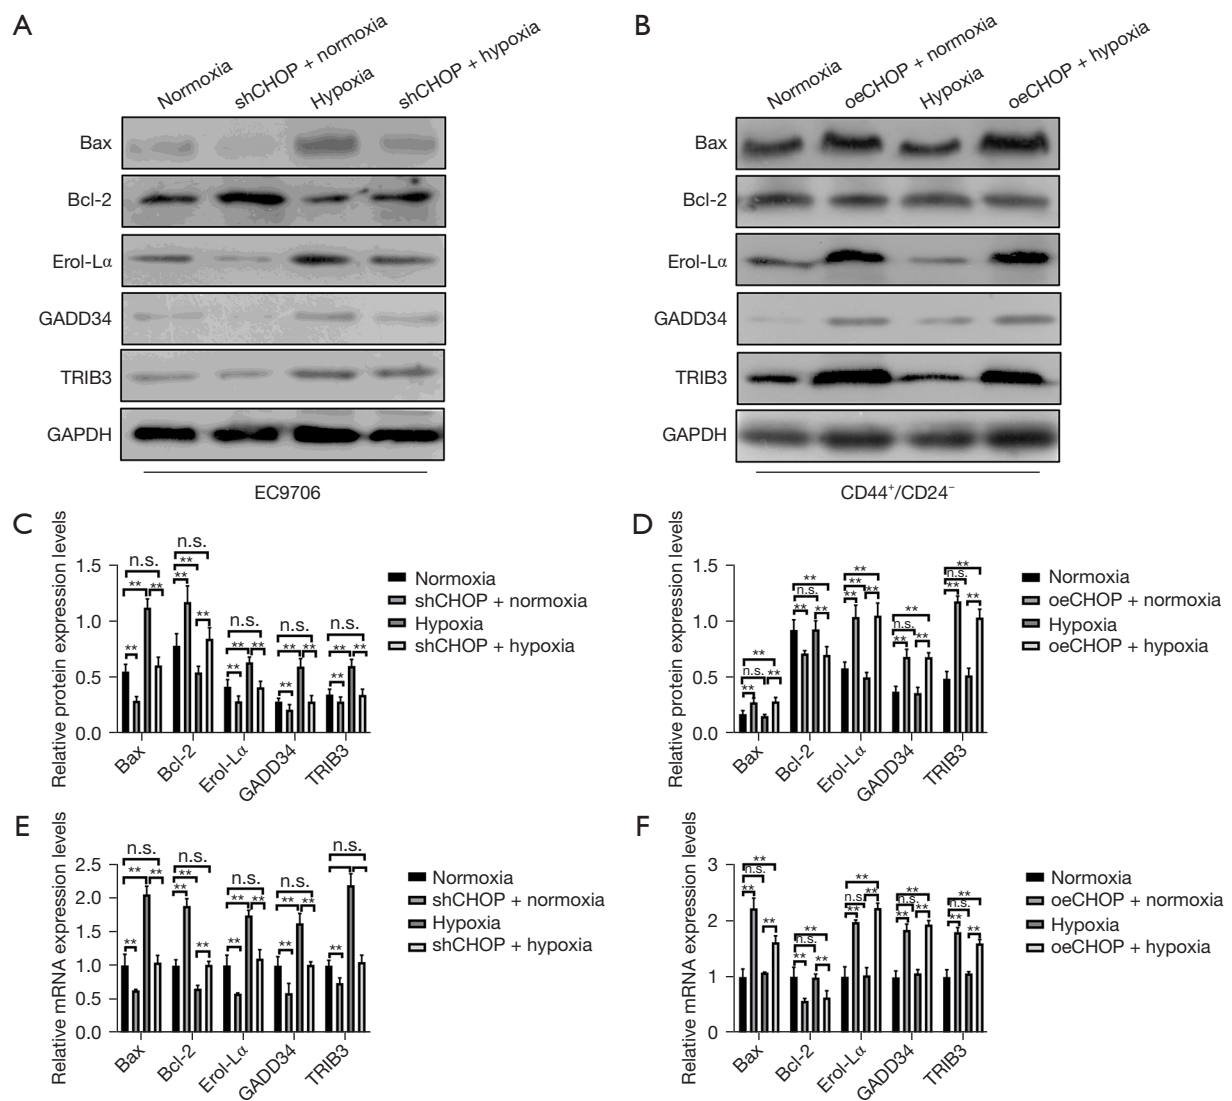 A
Normoxia
shCHOP + normoxia
Hypoxia
shCHOP + hypoxia
Bax
Bcl-2
Erol-Lα
GADD34
TRIB3
GAPDH
EC9706
B
Normoxia
oeCHOP + normoxia
Hypoxia
oeCHOP + hypoxia
Bax
Bcl-2
Erol-Lα
GADD34
TRIB3
GAPDH
CD44⁺/CD24⁻
C
Relative protein expression levels
1.5
1.0
0.5
0.0
n.s.
**
**
**
n.s.
**
**
**
n.s.
**
**
**
n.s.
**
**
**
n.s.
**
**
**
Bax
Bcl-2
Erol-Lα
GADD34
TRIB3
Normoxia
shCHOP + normoxia
Hypoxia
shCHOP + hypoxia
D
Relative protein expression levels
1.5
1.0
0.5
0.0
**
n.s.
**
**
**
n.s.
**
**
**
**
**
**
**
n.s.
**
**
**
n.s.
**
**
Bax
Bcl-2
Erol-Lα
GADD34
TRIB3
Normoxia
oeCHOP + normoxia
Hypoxia
oeCHOP + hypoxia
E
Relative mRNA expression levels
2.5
2.0
1.5
1.0
0.5
0.0
n.s.
**
**
**
n.s.
**
**
**
n.s.
**
**
**
n.s.
**
**
**
n.s.
**
Bax
Bcl-2
Erol-Lα
GADD34
TRIB3
Normoxia
shCHOP + normoxia
Hypoxia
shCHOP + hypoxia
F
Relative mRNA expression levels
3
2
1
0
**
n.s.
**
**
**
n.s.
**
**
**
n.s.
**
**
**
n.s.
**
**
**
n.s.
**
**
Bax
Bcl-2
Erol-Lα
GADD34
TRIB3
Normoxia
oeCHOP + normoxia
Hypoxia
oeCHOP + hypoxia